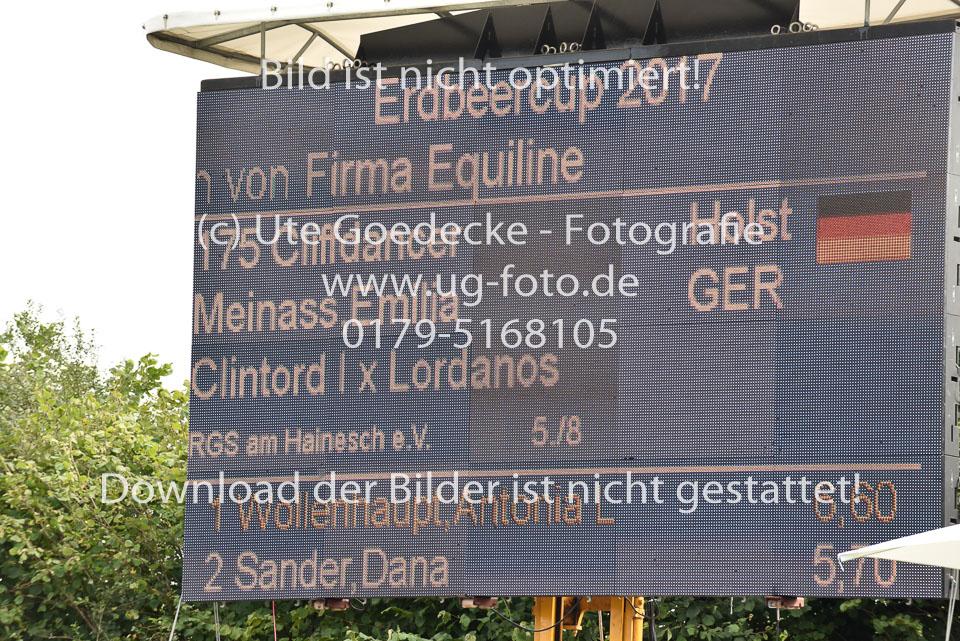 Bild ist nicht optimiert!
Erdbeercup 2017
n von Firma Equiline
175 Cliffdancer Holst
(c) Ute Goedecke - Fotografie
www.ug-foto.de
Meinass Emilia GER
0179-5168105
Clintord I x Lordanos
RGS am Hainesch e.V. 5./8
Download der Bilder ist nicht gestattet!
1 Wollenhaupt,Antonia L 6,60
2 Sander,Dana 5,70